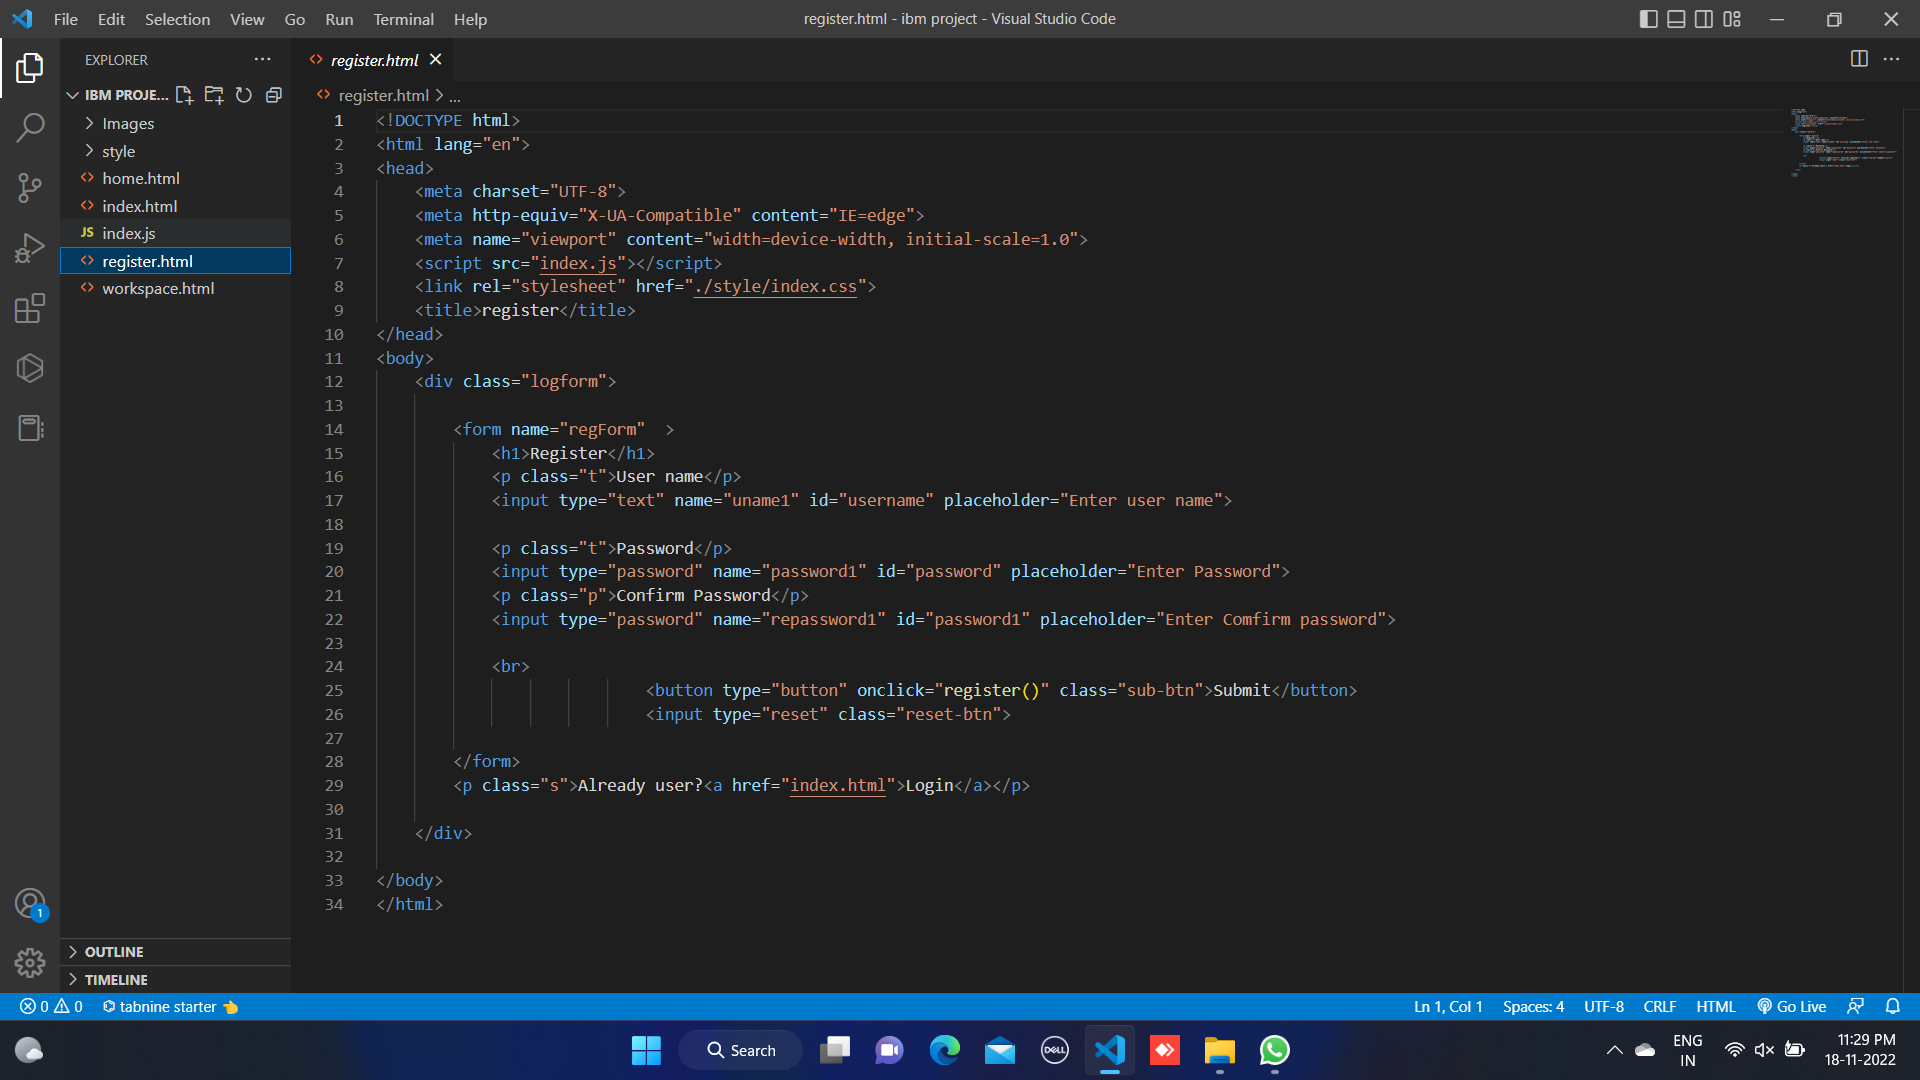 File Edit Selection View Go Run Terminal Help
register.html - ibm project - Visual Studio Code
EXPLORER
IBM PROJE...
Images
style
home.html
index.html
JS index.js
register.html
workspace.html
OUTLINE
TIMELINE
register.html
register.html > ...
1 <!DOCTYPE html>
2 <html lang="en">
3 <head>
4 <meta charset="UTF-8">
5 <meta http-equiv="X-UA-Compatible" content="IE=edge">
6 <meta name="viewport" content="width=device-width, initial-scale=1.0">
7 <script src="index.js"></script>
8 <link rel="stylesheet" href="./style/index.css">
9 <title>register</title>
10 </head>
11 <body>
12 <div class="logform">
13
14 <form name="regForm"  >
15 <h1>Register</h1>
16 <p class="t">User name</p>
17 <input type="text" name="uname1" id="username" placeholder="Enter user name">
18
19 <p class="t">Password</p>
20 <input type="password" name="password1" id="password" placeholder="Enter Password">
21 <p class="p">Confirm Password</p>
22 <input type="password" name="repassword1" id="password1" placeholder="Enter Comfirm password">
23
24 <br>
25 <button type="button" onclick="register()" class="sub-btn">Submit</button>
26 <input type="reset" class="reset-btn">
27
28 </form>
29 <p class="s">Already user?<a href="index.html">Login</a></p>
30
31 </div>
32
33 </body>
34 </html>
1
0 0 tabnine starter
Ln 1, Col 1 Spaces: 4 UTF-8 CRLF HTML Go Live
Search
DELL
ENG
IN
11:29 PM
18-11-2022